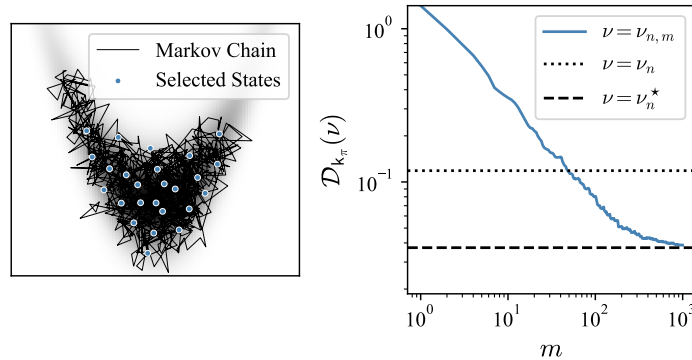 Markov Chain
Selected States
𝒟_{k_π}(ν)
10^0
10^{-1}
ν = ν_{n,m}
ν = ν_n
ν = ν_n^⋆
10^0 10^1 10^2 10^3
m